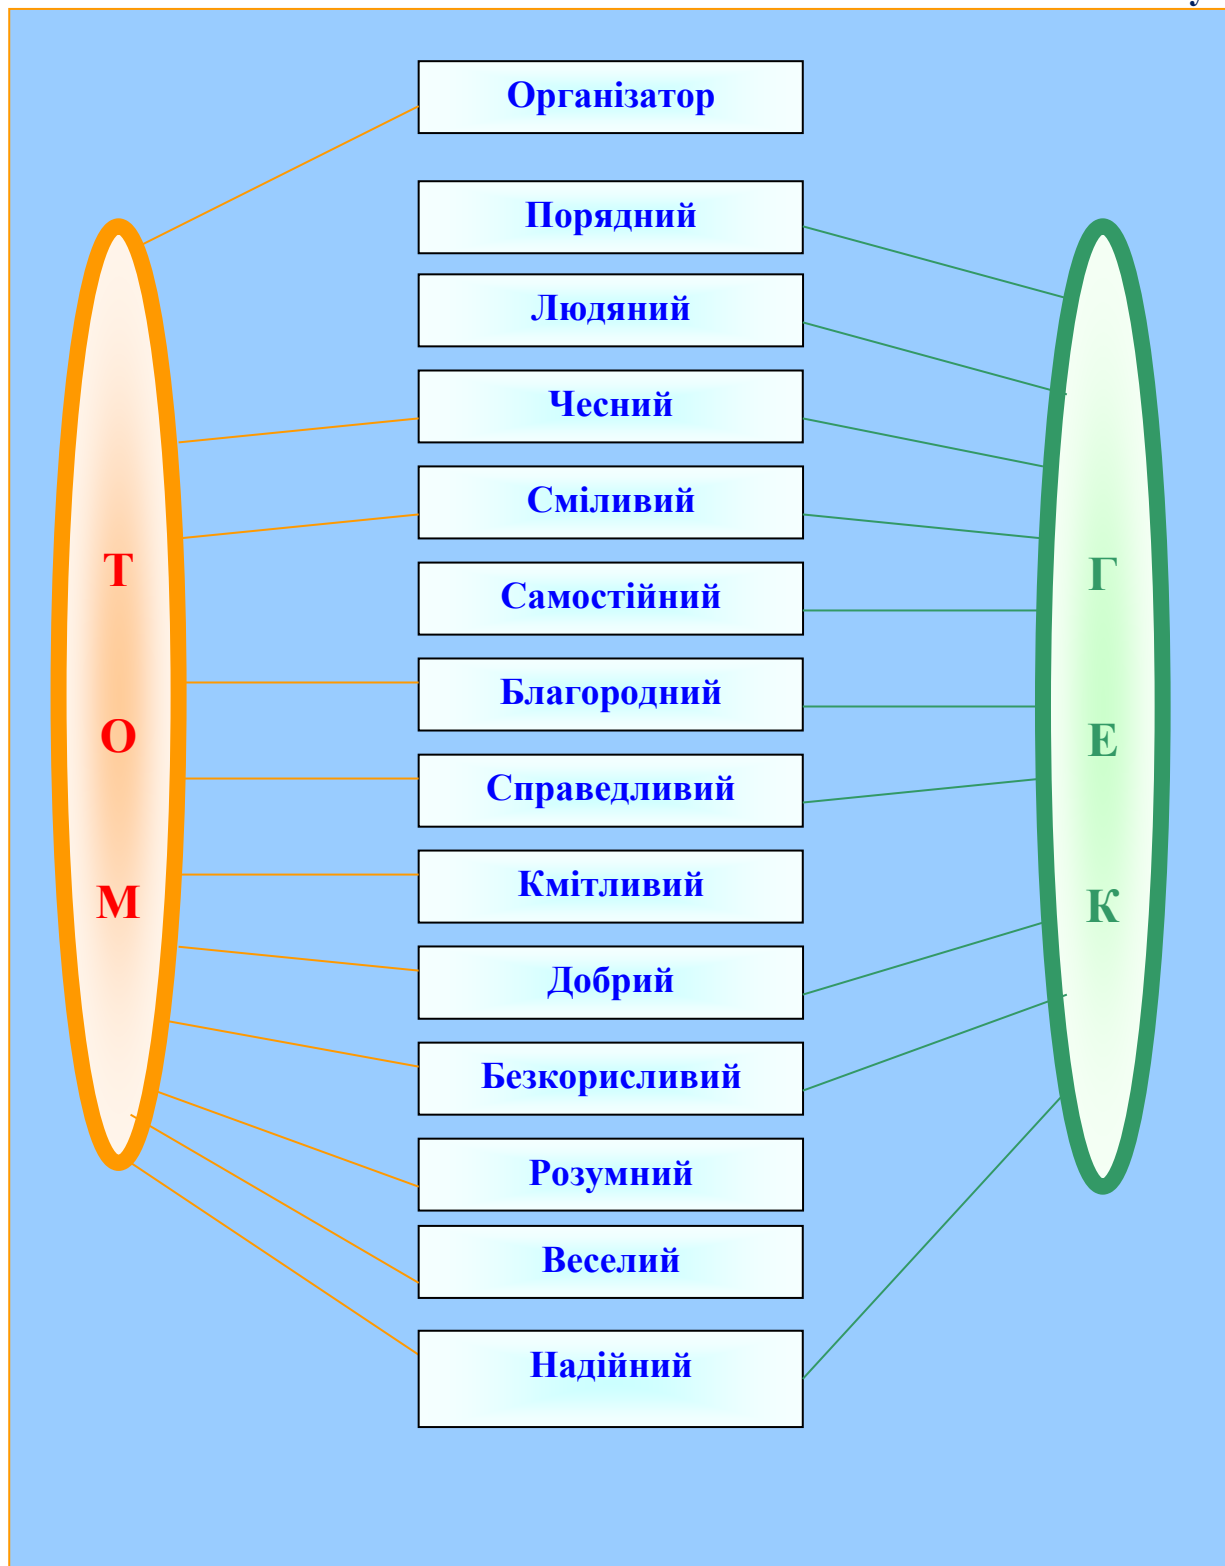 Організатор
Порядний
Людяний
Чесний
Сміливий
Самостійний
Благородний
Справедливий
Кмітливий
Добрий
Безкорисливий
Розумний
Веселий
Надійний
Т
О
М
Г
Е
К